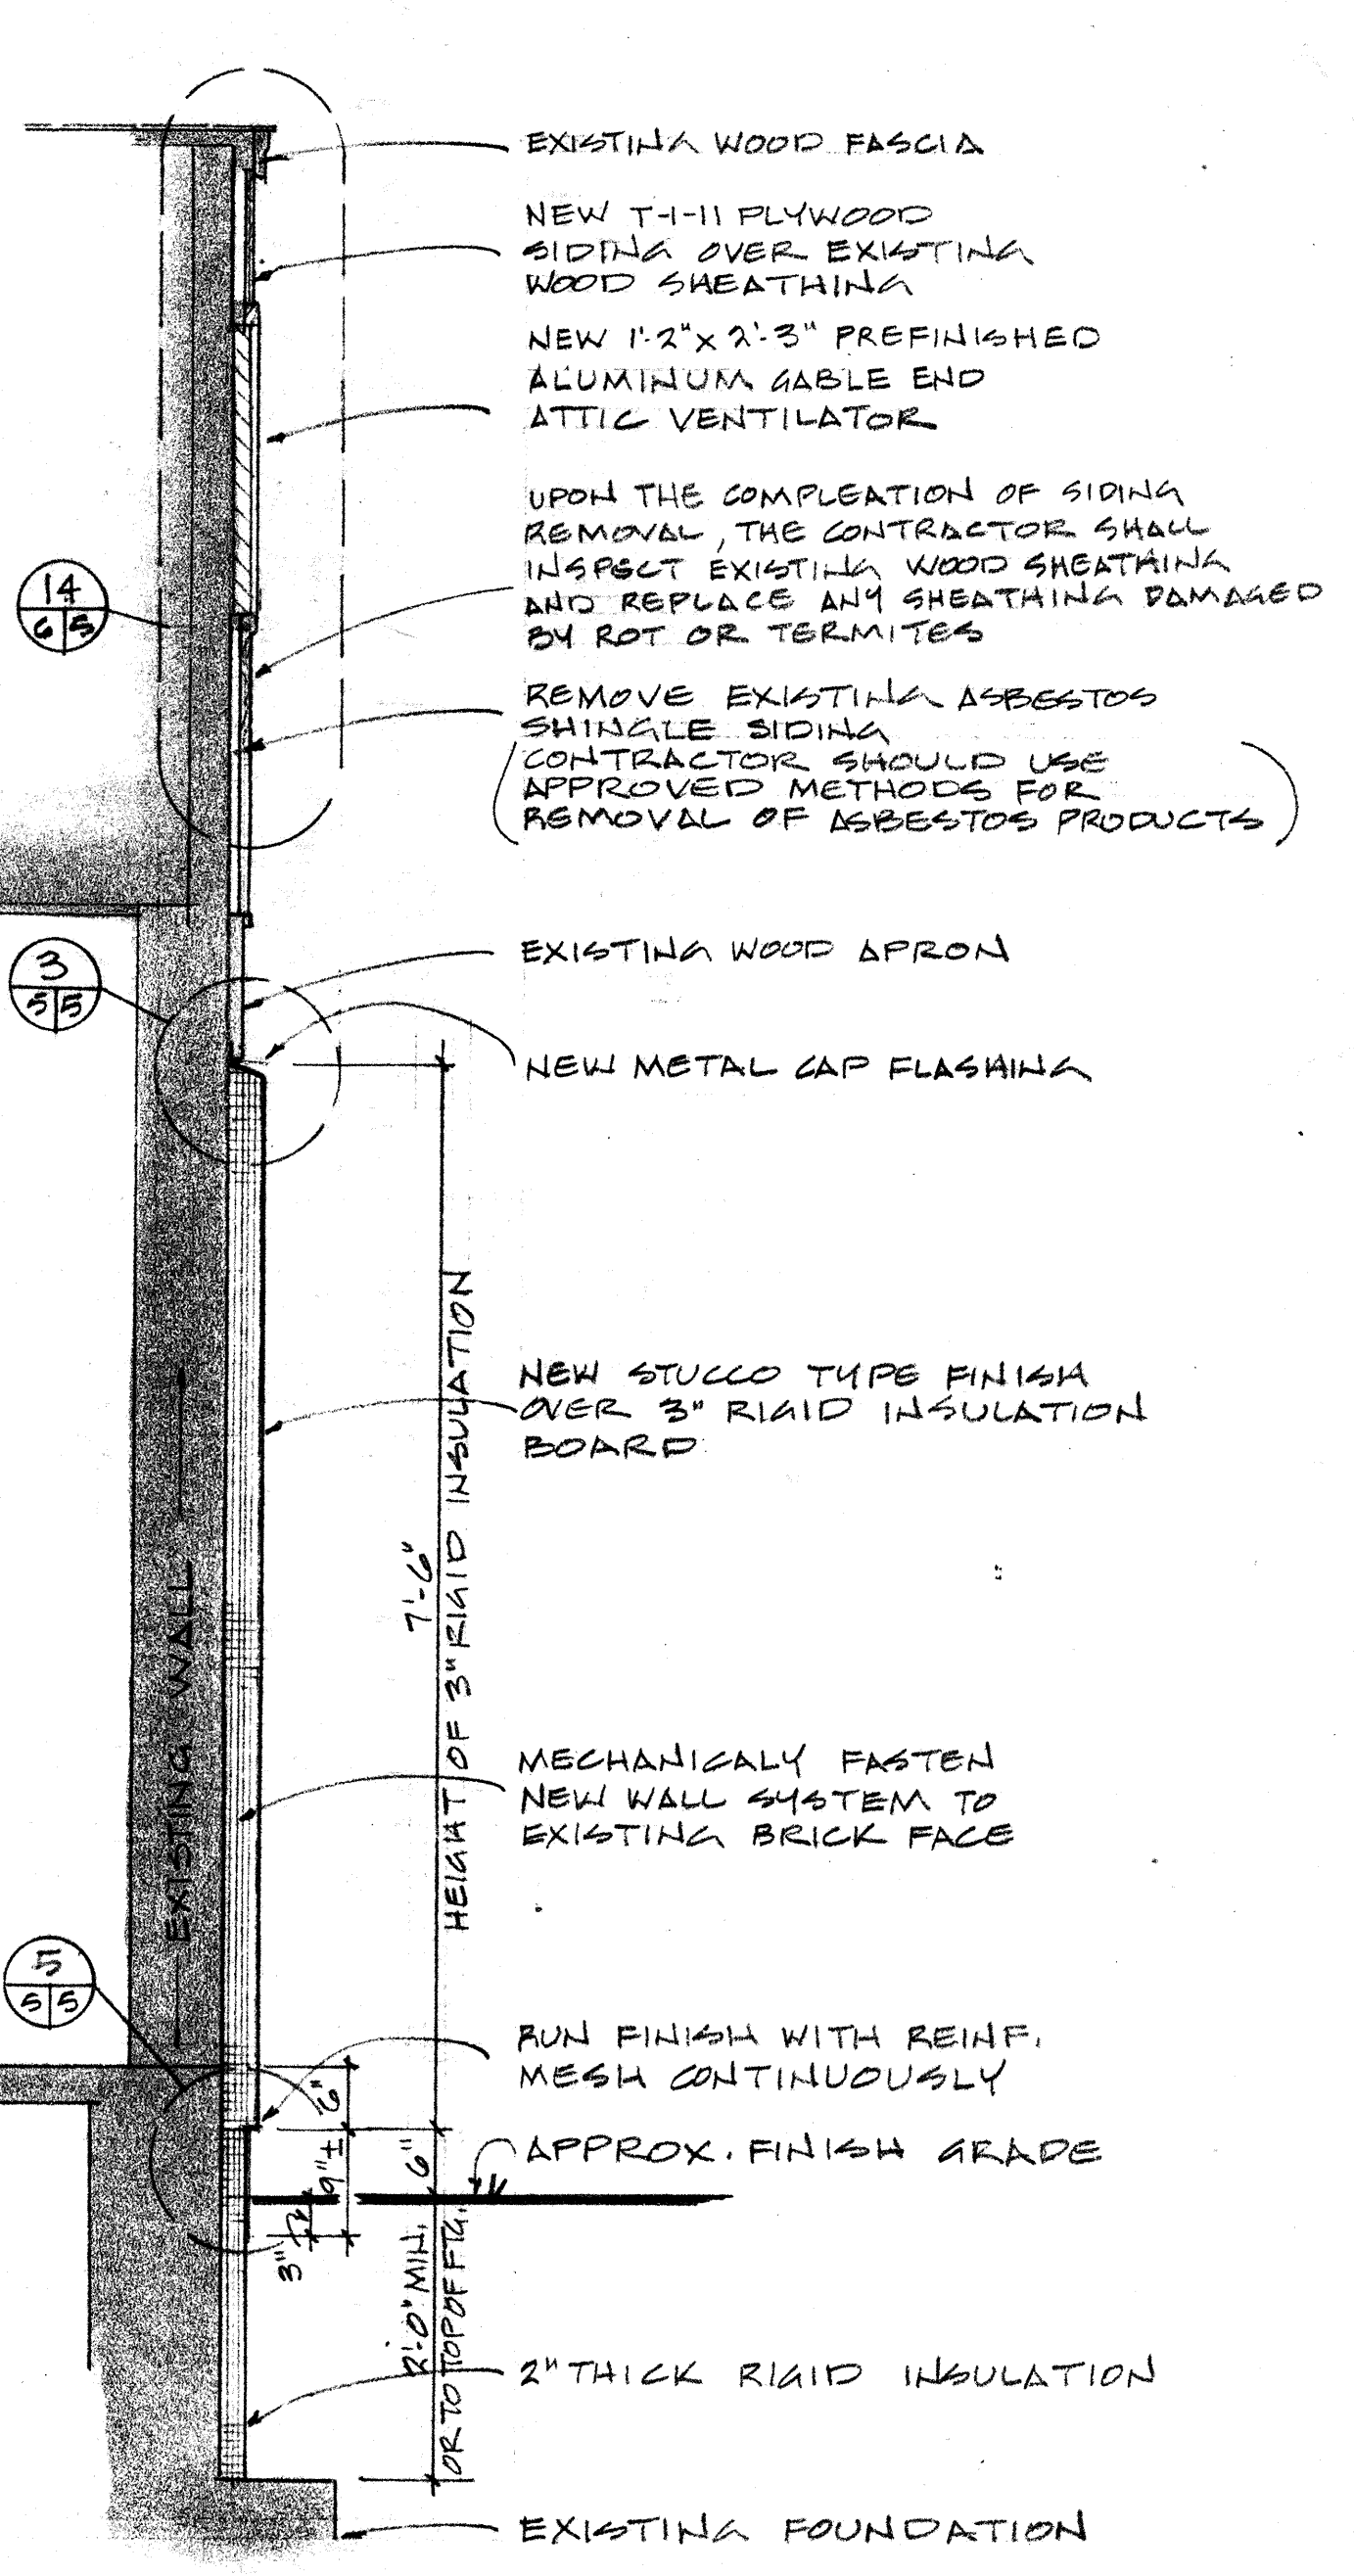 EXISTING WOOD FASCIA
NEW T-1-11 PLYWOOD
SIDING OVER EXISTING
WOOD SHEATHING
NEW 1'-2" x 2'-3" PREFINISHED
ALUMINUM GABLE END
ATTIC VENTILATOR
UPON THE COMPLEATION OF SIDING
REMOVAL, THE CONTRACTOR SHALL
INSPECT EXISTING WOOD SHEATHING
AND REPLACE ANY SHEATHING DAMAGED
BY ROT OR TERMITES
14
6 5
REMOVE EXISTING ASBESTOS
SHINGLE SIDING
(CONTRACTOR SHOULD USE
APPROVED METHODS FOR
REMOVAL OF ASBESTOS PRODUCTS)
EXISTING WOOD APRON
3
5 5
NEW METAL CAP FLASHING
NEW STUCCO TYPE FINISH
OVER 3" RIGID INSULATION
BOARD
7'-6"
HEIGHT OF 3" RIGID INSULATION
EXISTING WALL
MECHANICALY FASTEN
NEW WALL SYSTEM TO
EXISTING BRICK FACE
5
5 5
RUN FINISH WITH REINF.
MESH CONTINUOUSLY
6"
9"±
6"
APPROX. FINISH GRADE
3"
2'-0" MIN.
OR TO TOP OF FTG.
2" THICK RIGID INSULATION
EXISTING FOUNDATION